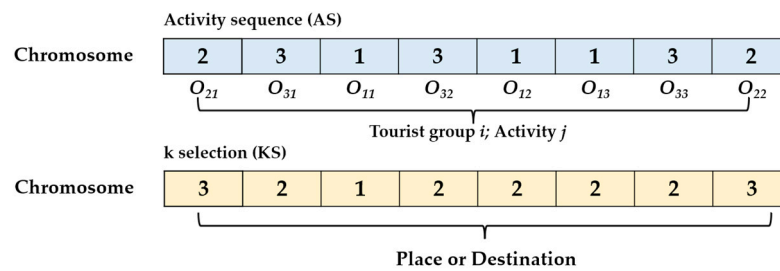 Activity sequence (AS)
Chromosome 2 3 1 3 1 1 3 2
O21 O31 O11 O32 O12 O13 O33 O22
Tourist group i; Activity j
k selection (KS)
Chromosome 3 2 1 2 2 2 2 3
Place or Destination